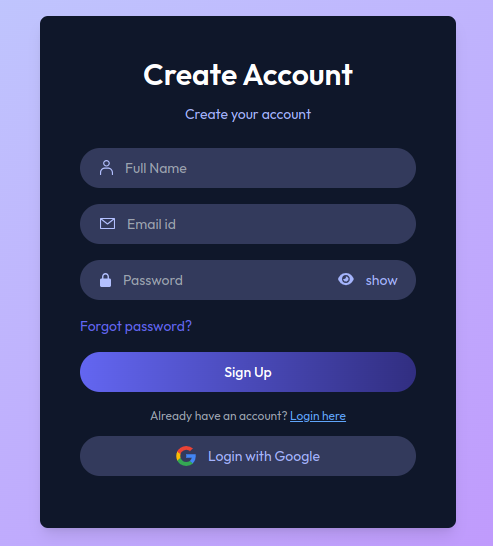 Create Account
Create your account
Full Name
Email id
Password show
Forgot password?
Sign Up
Already have an account? Login here
Login with Google